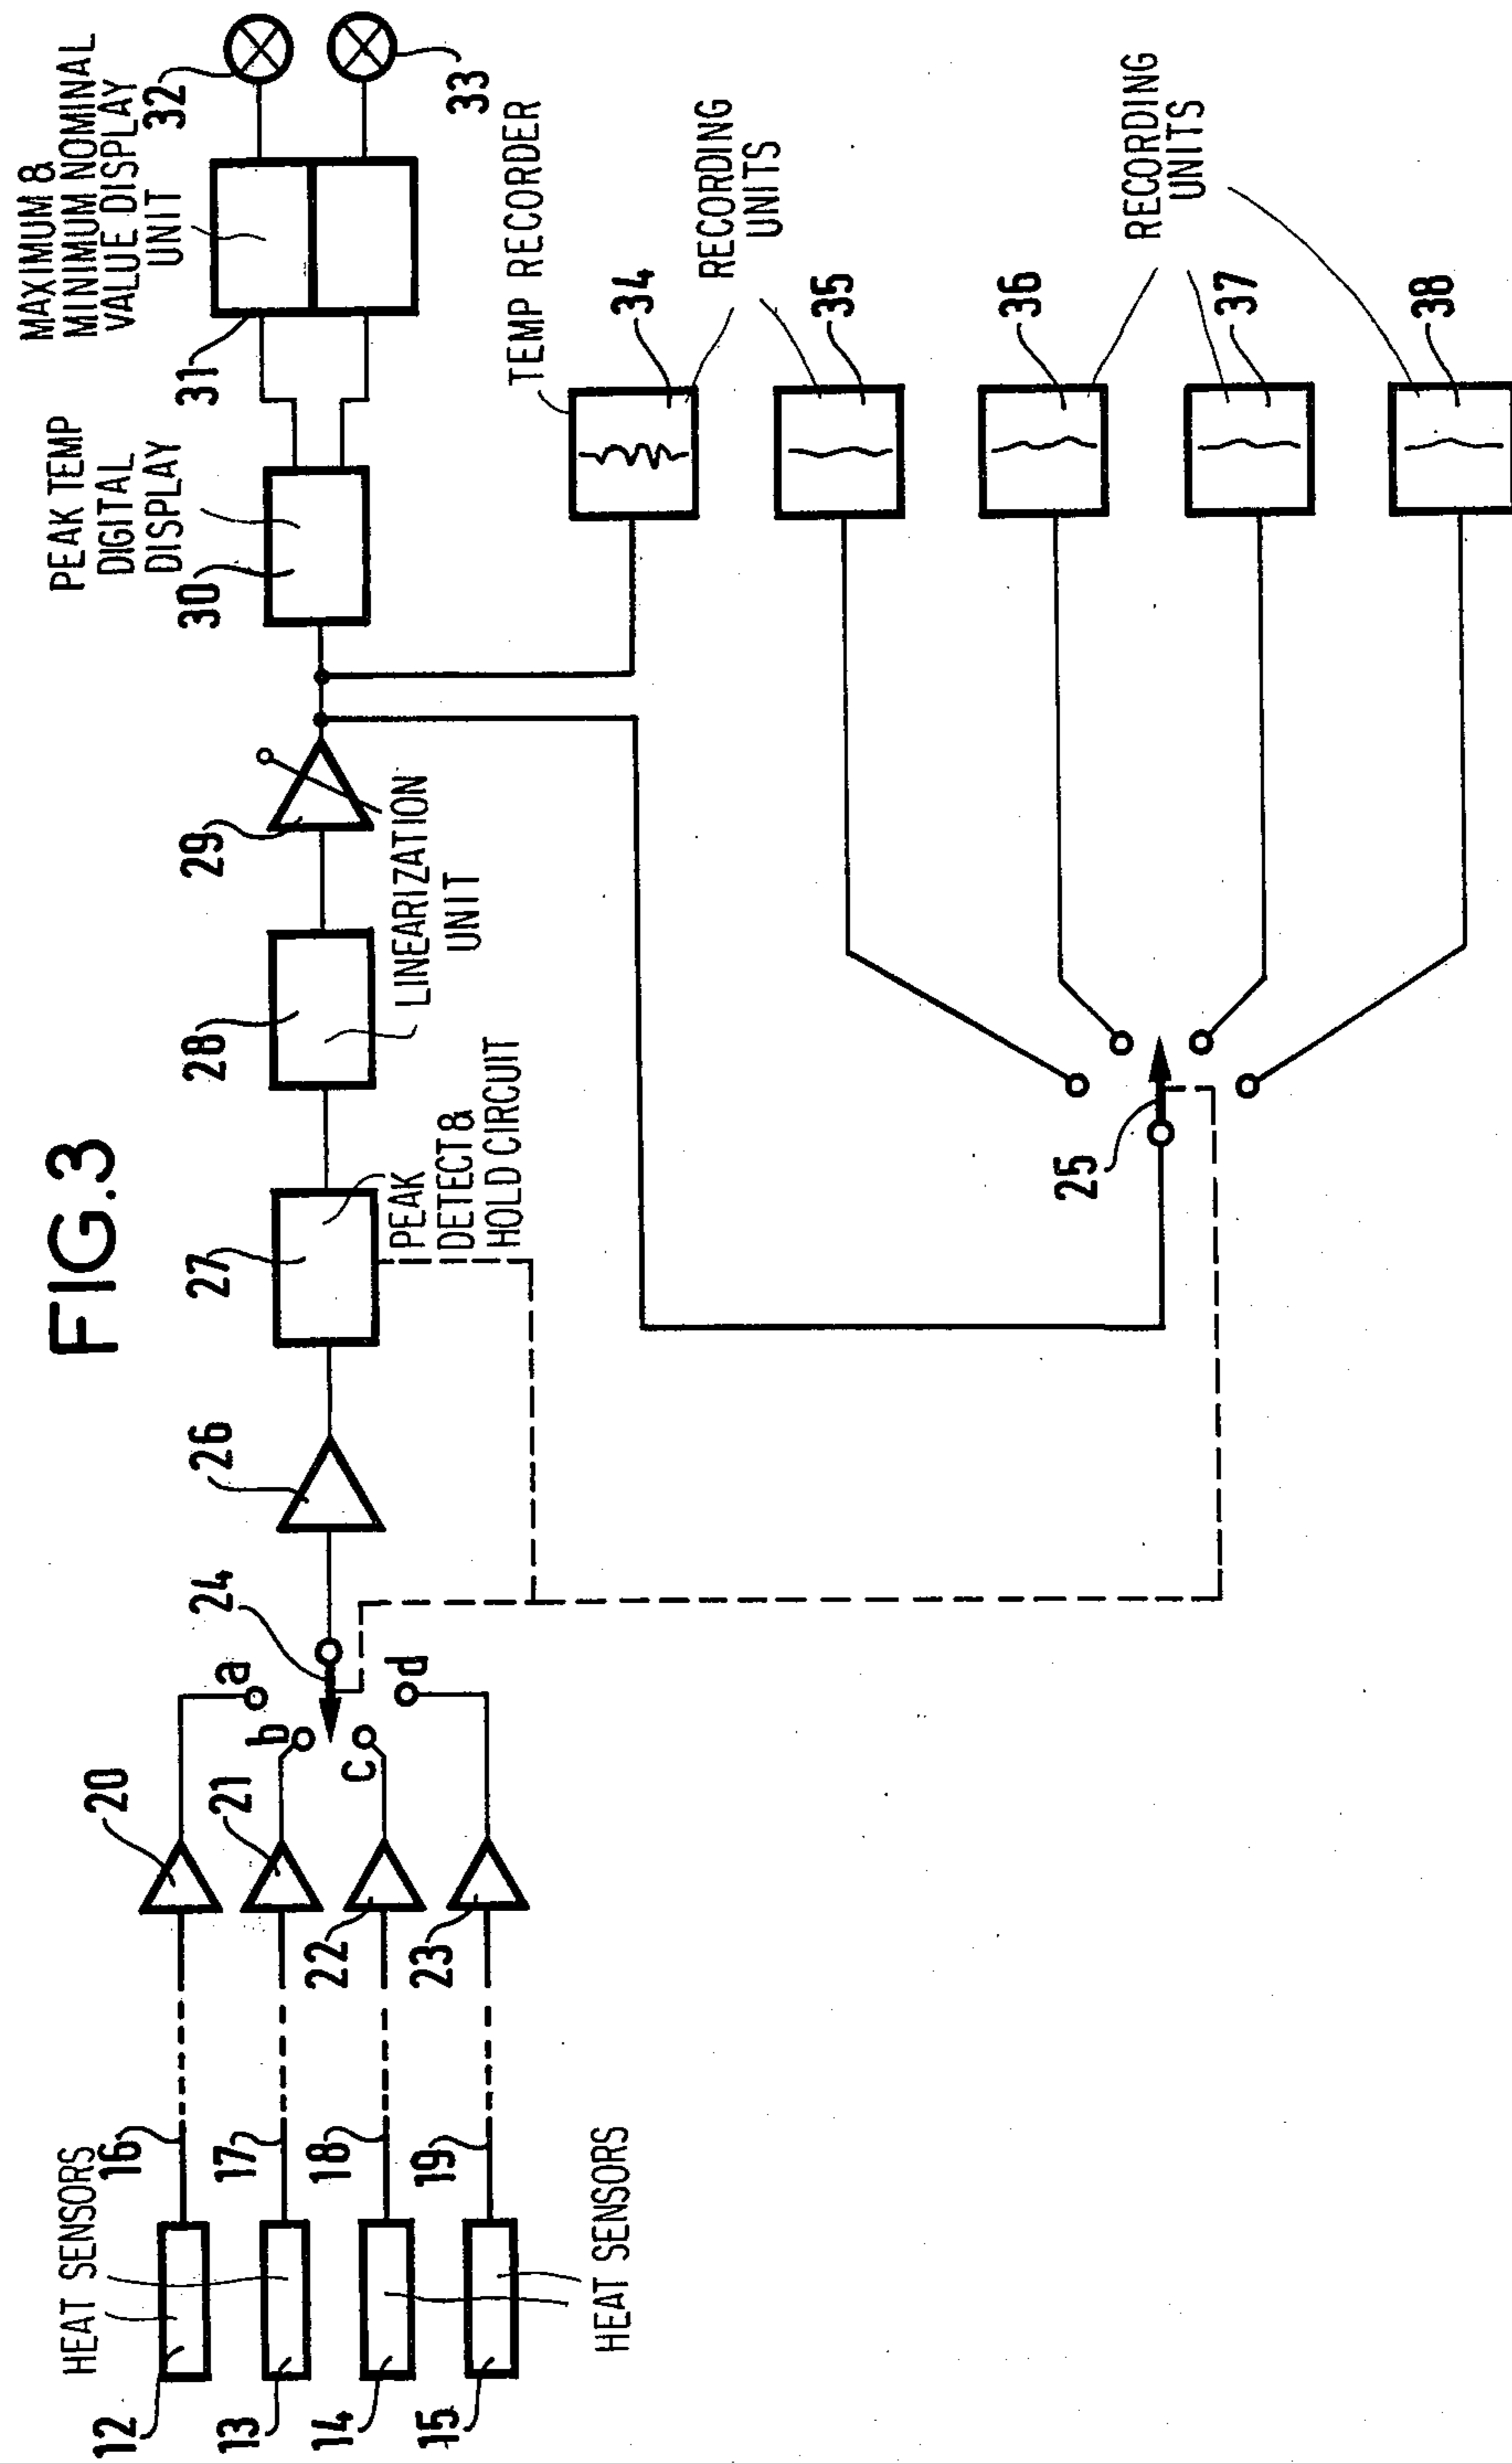 FIG.3
HEAT SENSORS
12
13
14
15
16
17
18
19
HEAT SENSORS
20
21
22
23
a
b
c
d
24
26
27
PEAK
DETECT &
HOLD CIRCUIT
28
LINEARIZATION
UNIT
29
PEAK TEMP
DIGITAL
DISPLAY
30
MAXIMUM &
MINIMUM NOMINAL
VALUE DISPLAY
UNIT
31
32
33
TEMP RECORDER
34
RECORDING
UNITS
35
36
RECORDING
UNITS
37
38
25